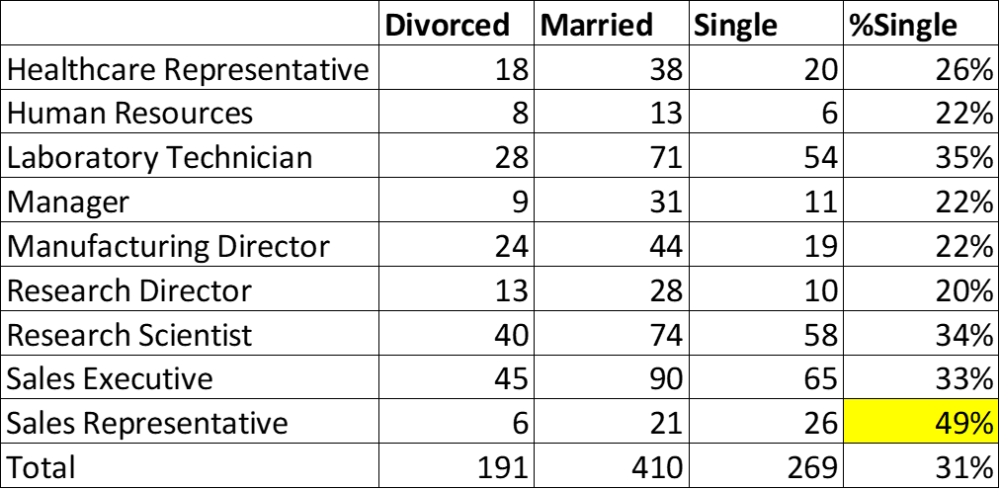 Divorced Married Single %Single
Healthcare Representative 18 38 20 26%
Human Resources 8 13 6 22%
Laboratory Technician 28 71 54 35%
Manager 9 31 11 22%
Manufacturing Director 24 44 19 22%
Research Director 13 28 10 20%
Research Scientist 40 74 58 34%
Sales Executive 45 90 65 33%
Sales Representative 6 21 26 49%
Total 191 410 269 31%